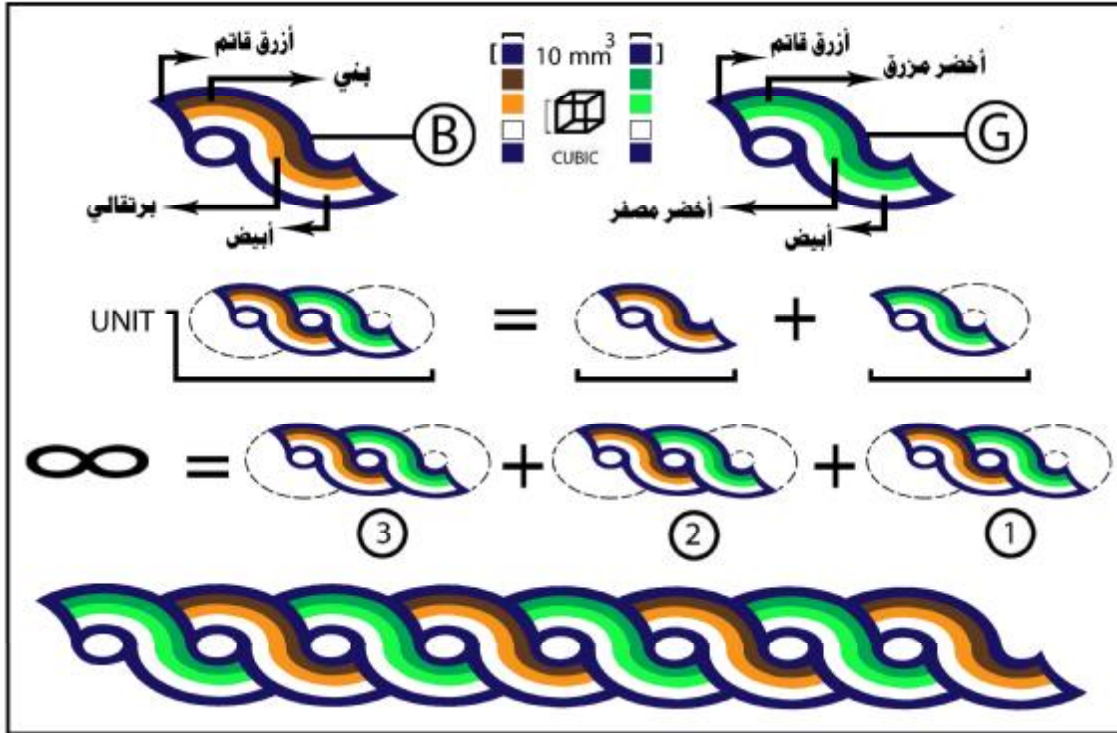 أزرق قاتم
بني
B
برتقالي
أبيض
10 mm³
CUBIC
أزرق قاتم
أخضر مزرق
G
أخضر مصفر
أبيض
UNIT
=
+
∞ = + +
3
2
1